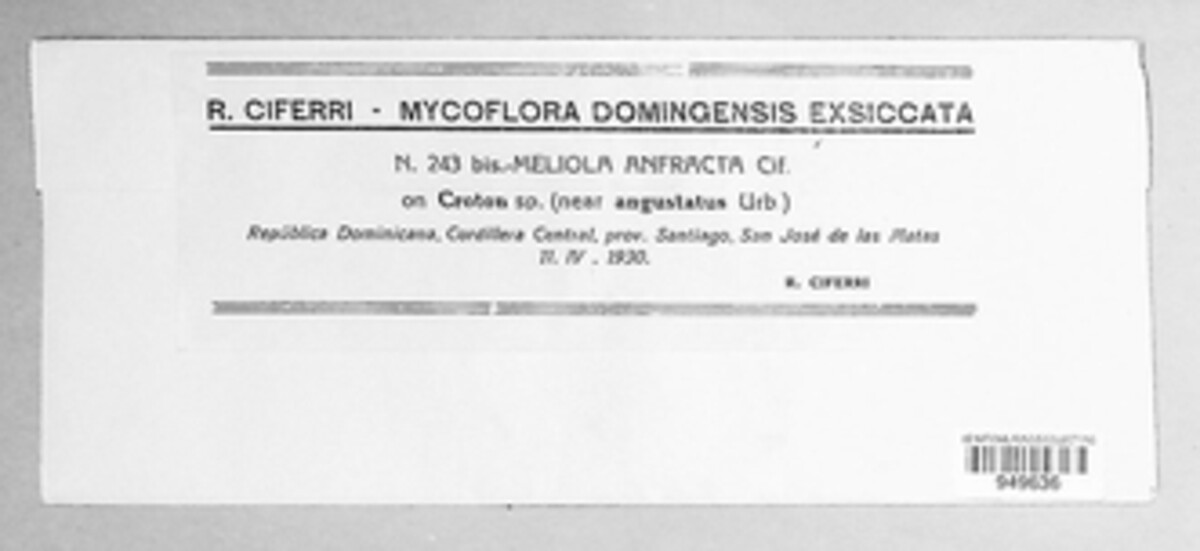 R. CIFERRI - MYCOFLORA DOMINGENSIS EXSICCATA
N. 243 bis.-MELIOLA ANFRACTA Cif.
on Croton sp. (near angustatus Urb.)
República Dominicana, Cordillera Central, prov. Santiago, San José de las Matas
11. IV . 1930.
R. CIFERRI
949636